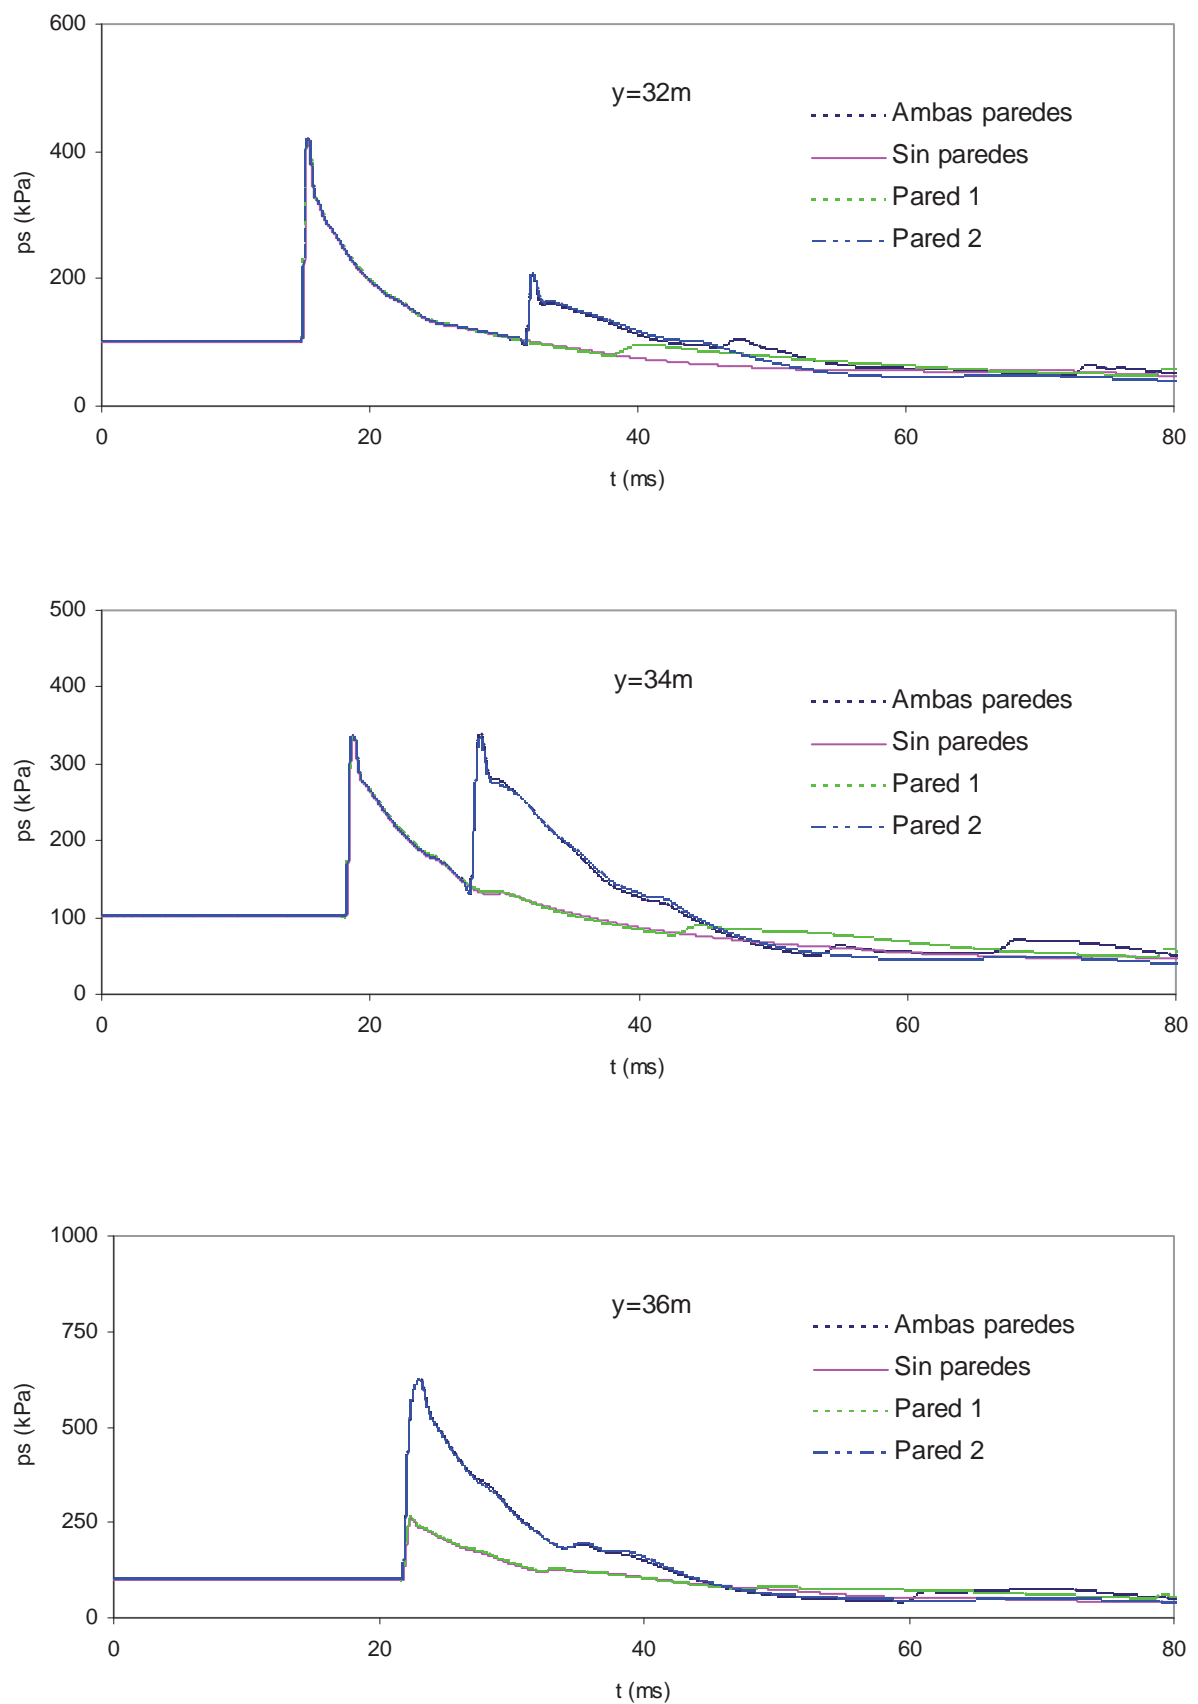 600
y=32m
Ambas paredes
Sin paredes
Pared 1
Pared 2
400
200
0
ps (kPa)
0 20 40 60 80
t (ms)
500
y=34m
Ambas paredes
Sin paredes
Pared 1
Pared 2
400
300
200
100
0
ps (kPa)
0 20 40 60 80
t (ms)
1000
y=36m
Ambas paredes
Sin paredes
Pared 1
Pared 2
750
500
250
0
ps (kPa)
0 20 40 60 80
t (ms)